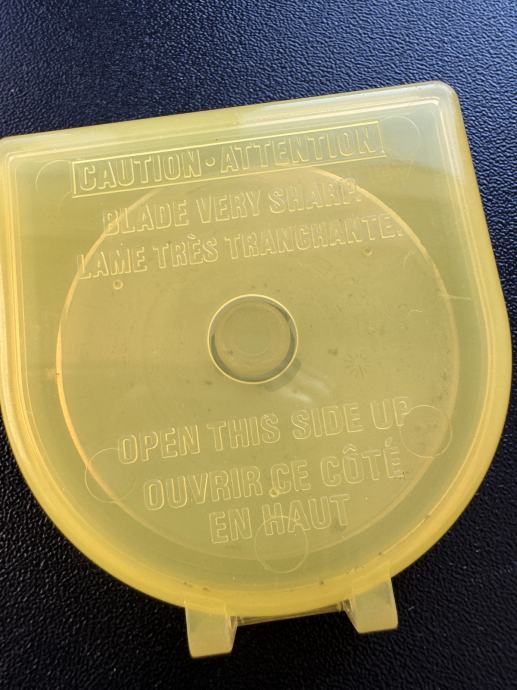 CAUTION · ATTENTION
BLADE VERY SHARP.
LAME TRÈS TRANCHANTE.
OPEN THIS SIDE UP
OUVRIR CE CÔTÉ
EN HAUT